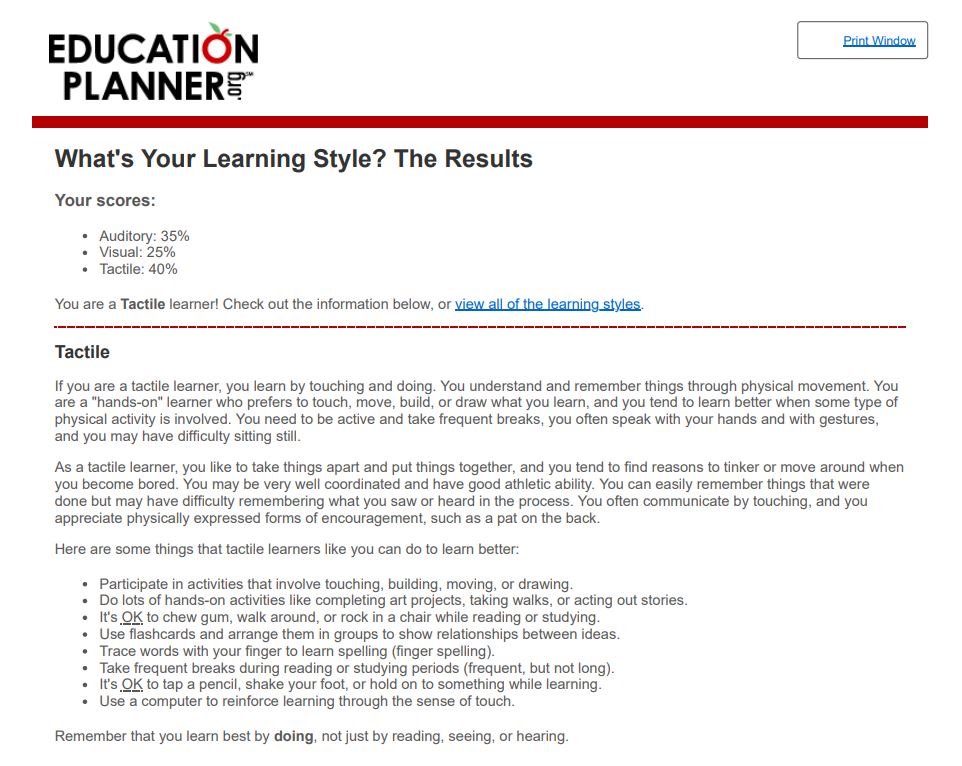 EDUCATION
PLANNER.org℠
Print Window
What's Your Learning Style? The Results
Your scores:
• Auditory: 35%
• Visual: 25%
• Tactile: 40%
You are a Tactile learner! Check out the information below, or view all of the learning styles.
Tactile
If you are a tactile learner, you learn by touching and doing. You understand and remember things through physical movement. You
are a "hands-on" learner who prefers to touch, move, build, or draw what you learn, and you tend to learn better when some type of
physical activity is involved. You need to be active and take frequent breaks, you often speak with your hands and with gestures,
and you may have difficulty sitting still.
As a tactile learner, you like to take things apart and put things together, and you tend to find reasons to tinker or move around when
you become bored. You may be very well coordinated and have good athletic ability. You can easily remember things that were
done but may have difficulty remembering what you saw or heard in the process. You often communicate by touching, and you
appreciate physically expressed forms of encouragement, such as a pat on the back.
Here are some things that tactile learners like you can do to learn better:
• Participate in activities that involve touching, building, moving, or drawing.
• Do lots of hands-on activities like completing art projects, taking walks, or acting out stories.
• It's OK to chew gum, walk around, or rock in a chair while reading or studying.
• Use flashcards and arrange them in groups to show relationships between ideas.
• Trace words with your finger to learn spelling (finger spelling).
• Take frequent breaks during reading or studying periods (frequent, but not long).
• It's OK to tap a pencil, shake your foot, or hold on to something while learning.
• Use a computer to reinforce learning through the sense of touch.
Remember that you learn best by doing, not just by reading, seeing, or hearing.